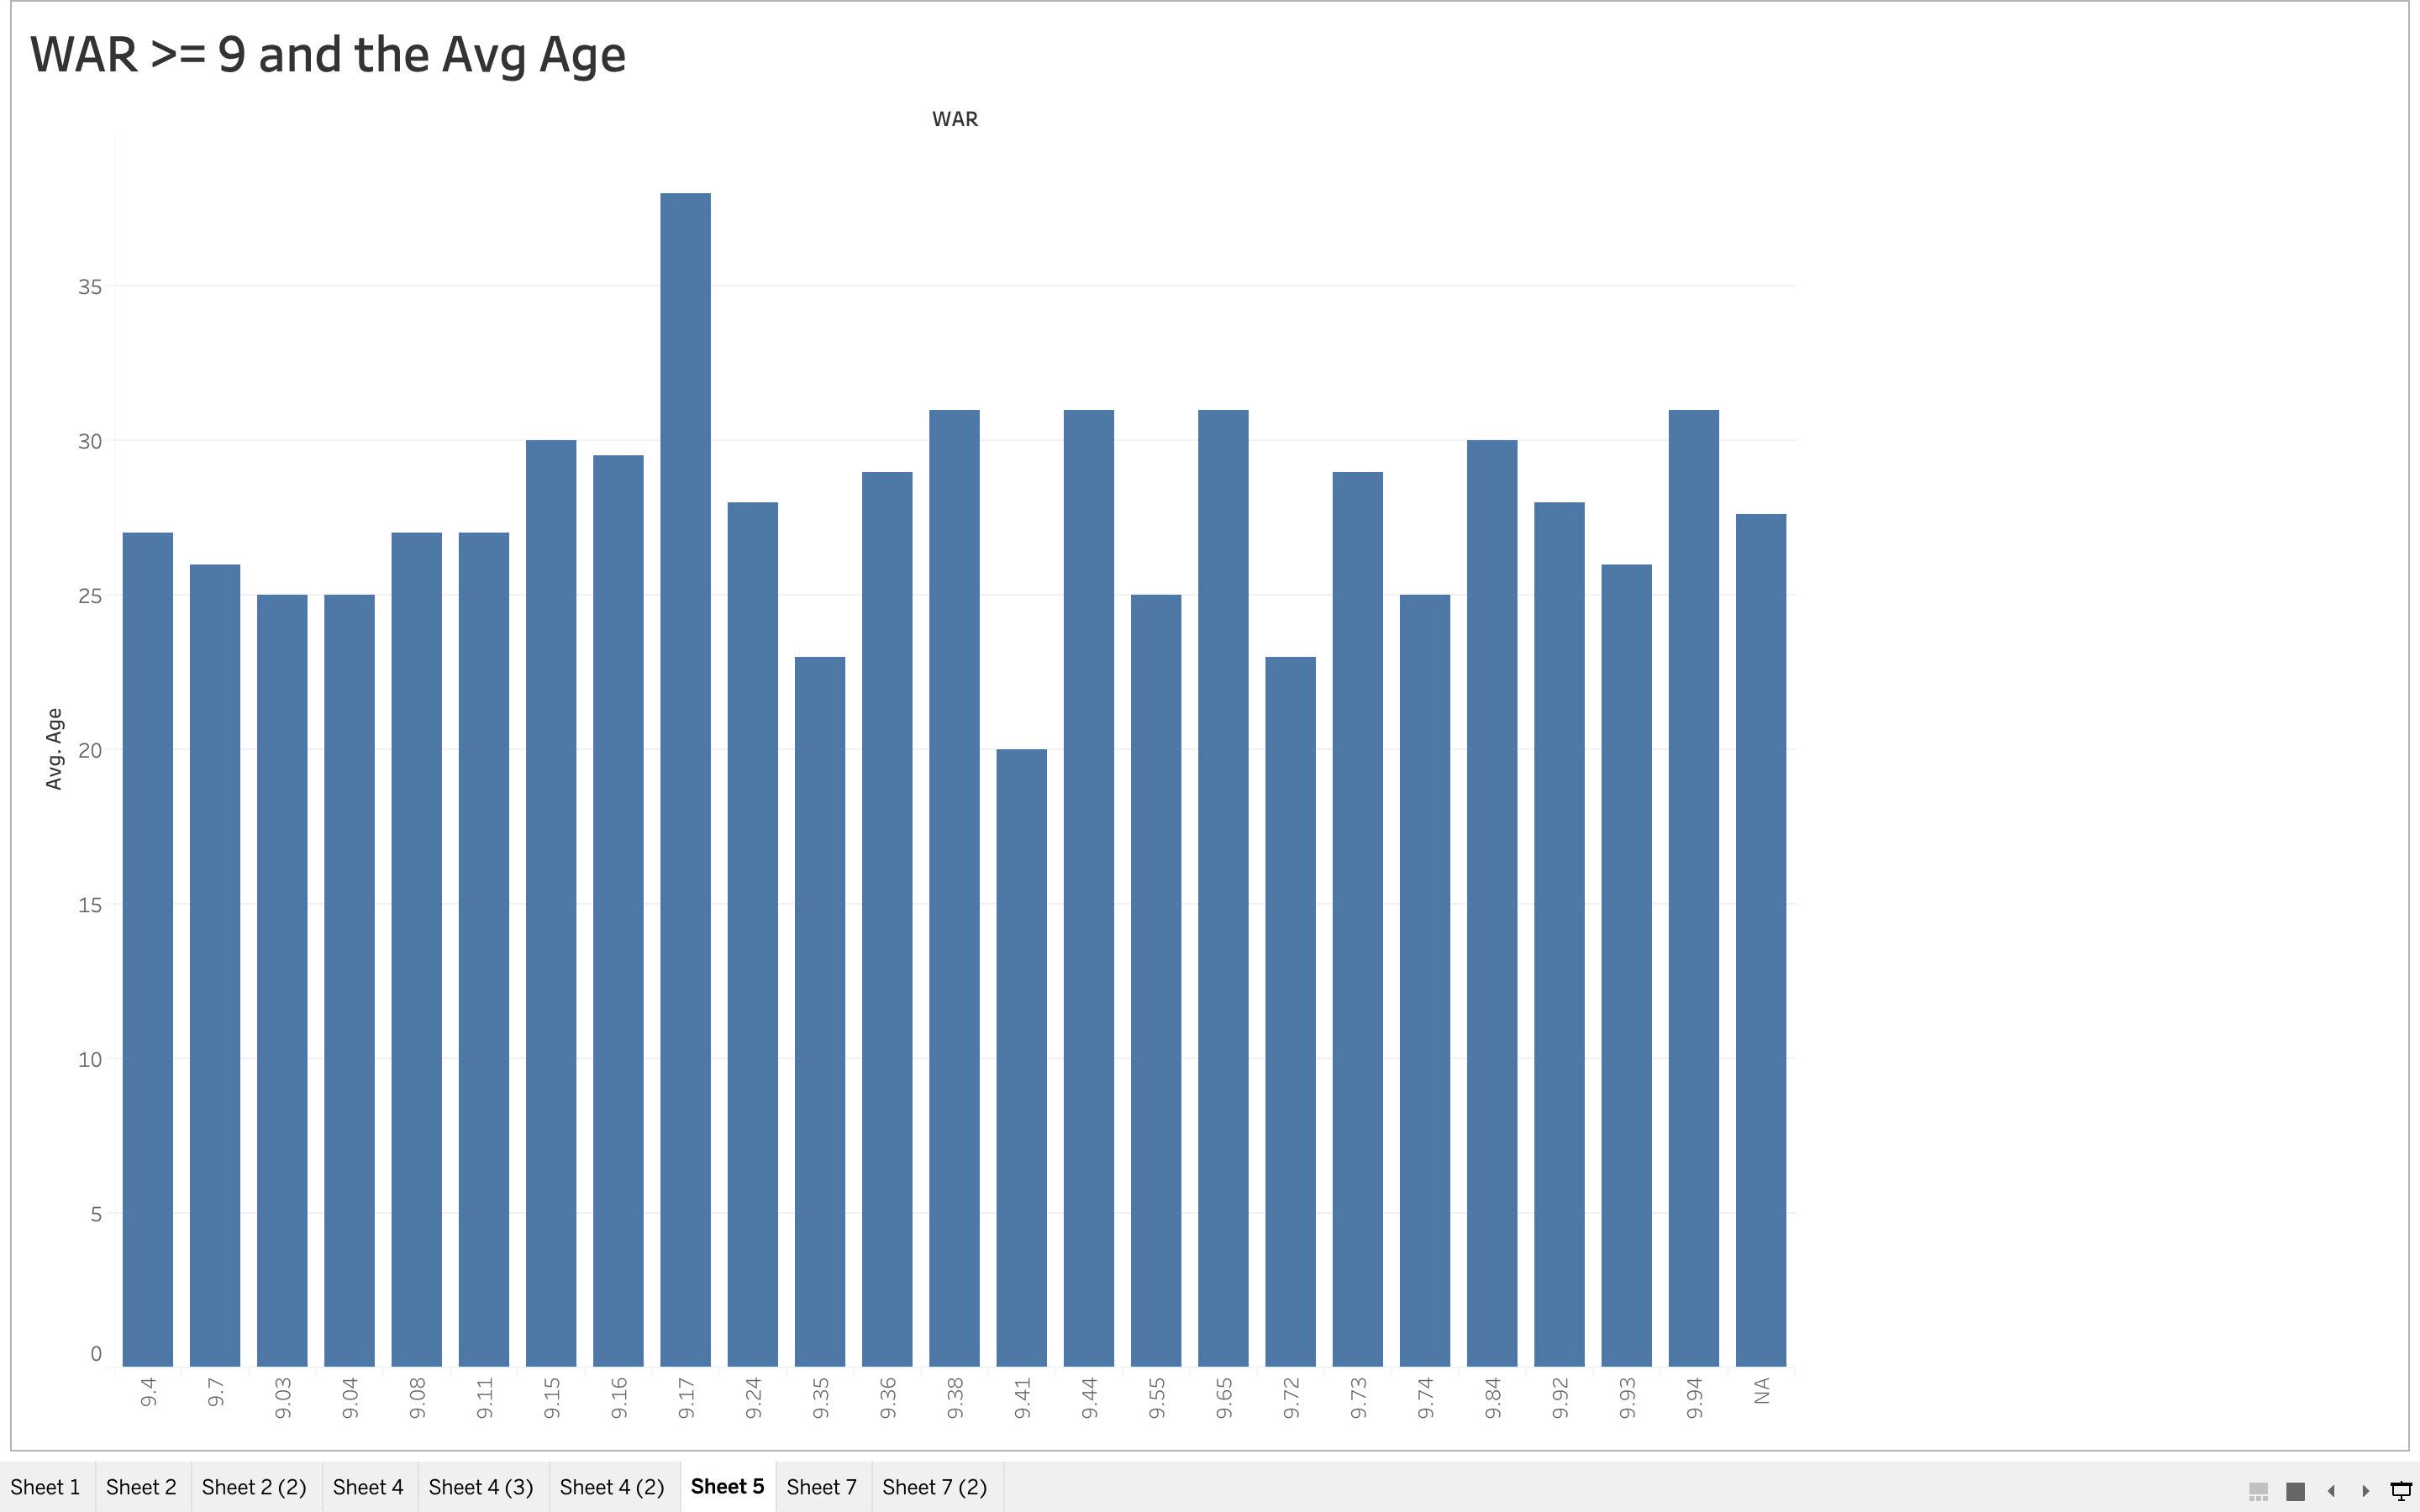 WAR >= 9 and the Avg Age
WAR
Avg. Age
35
30
25
20
15
10
5
0
9.4 9.7 9.03 9.04 9.08 9.11 9.15 9.16 9.17 9.24 9.35 9.36 9.38 9.41 9.44 9.55 9.65 9.72 9.73 9.74 9.84 9.92 9.93 9.94 NA
Sheet 1 Sheet 2 Sheet 2 (2) Sheet 4 Sheet 4 (3) Sheet 4 (2) Sheet 5 Sheet 7 Sheet 7 (2)